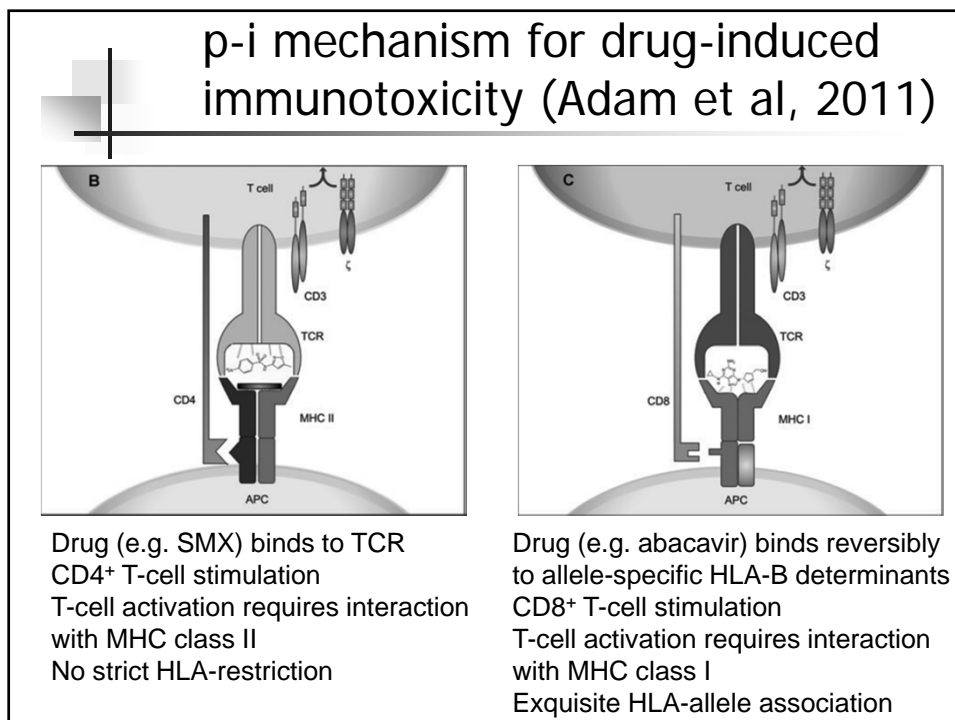 p-i mechanism for drug-induced
immunotoxicity (Adam et al, 2011)
B
T cell
ζ
CD3
TCR
CD4
MHC II
APC
Drug (e.g. SMX) binds to TCR
CD4⁺ T-cell stimulation
T-cell activation requires interaction
with MHC class II
No strict HLA-restriction
C
T cell
ζ
CD3
TCR
CD8
MHC I
APC
Drug (e.g. abacavir) binds reversibly
to allele-specific HLA-B determinants
CD8⁺ T-cell stimulation
T-cell activation requires interaction
with MHC class I
Exquisite HLA-allele association